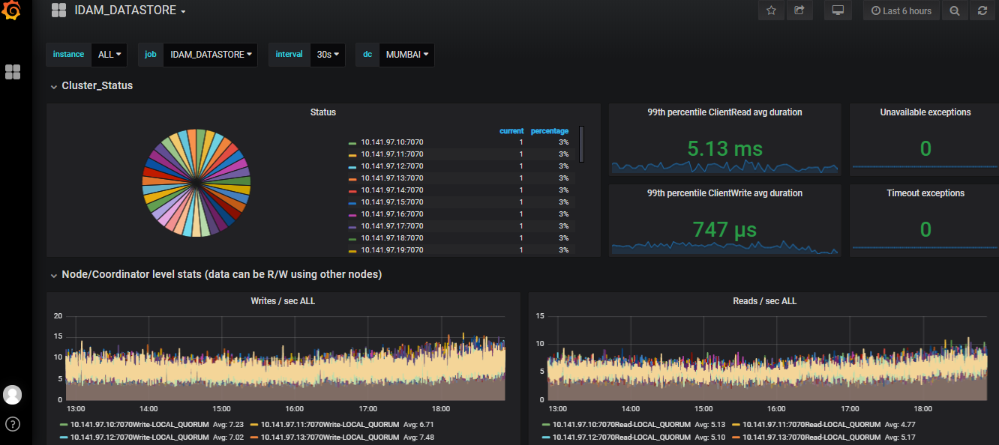 IDAM_DATASTORE
Last 6 hours
instance ALL job IDAM_DATASTORE interval 30s dc MUMBAI
Cluster_Status
Status
current percentage
10.141.97.10:7070 1 3%
10.141.97.11:7070 1 3%
10.141.97.12:7070 1 3%
10.141.97.13:7070 1 3%
10.141.97.14:7070 1 3%
10.141.97.15:7070 1 3%
10.141.97.16:7070 1 3%
10.141.97.17:7070 1 3%
10.141.97.18:7070 1 3%
10.141.97.19:7070 1 3%
99th percentile ClientRead avg duration
5.13 ms
Unavailable exceptions
0
99th percentile ClientWrite avg duration
747 µs
Timeout exceptions
0
Node/Coordinator level stats (data can be R/W using other nodes)
Writes / sec ALL
20
15
10
5
0
13:00 14:00 15:00 16:00 17:00 18:00
10.141.97.10:7070Write-LOCAL_QUORUM Avg: 7.23 10.141.97.11:7070Write-LOCAL_QUORUM Avg: 6.71
10.141.97.12:7070Write-LOCAL_QUORUM Avg: 7.02 10.141.97.13:7070Write-LOCAL_QUORUM Avg: 7.48
Reads / sec ALL
15
10
5
0
13:00 14:00 15:00 16:00 17:00 18:00
10.141.97.10:7070Read-LOCAL_QUORUM Avg: 5.13 10.141.97.11:7070Read-LOCAL_QUORUM Avg: 4.77
10.141.97.12:7070Read-LOCAL_QUORUM Avg: 5.10 10.141.97.13:7070Read-LOCAL_QUORUM Avg: 5.17